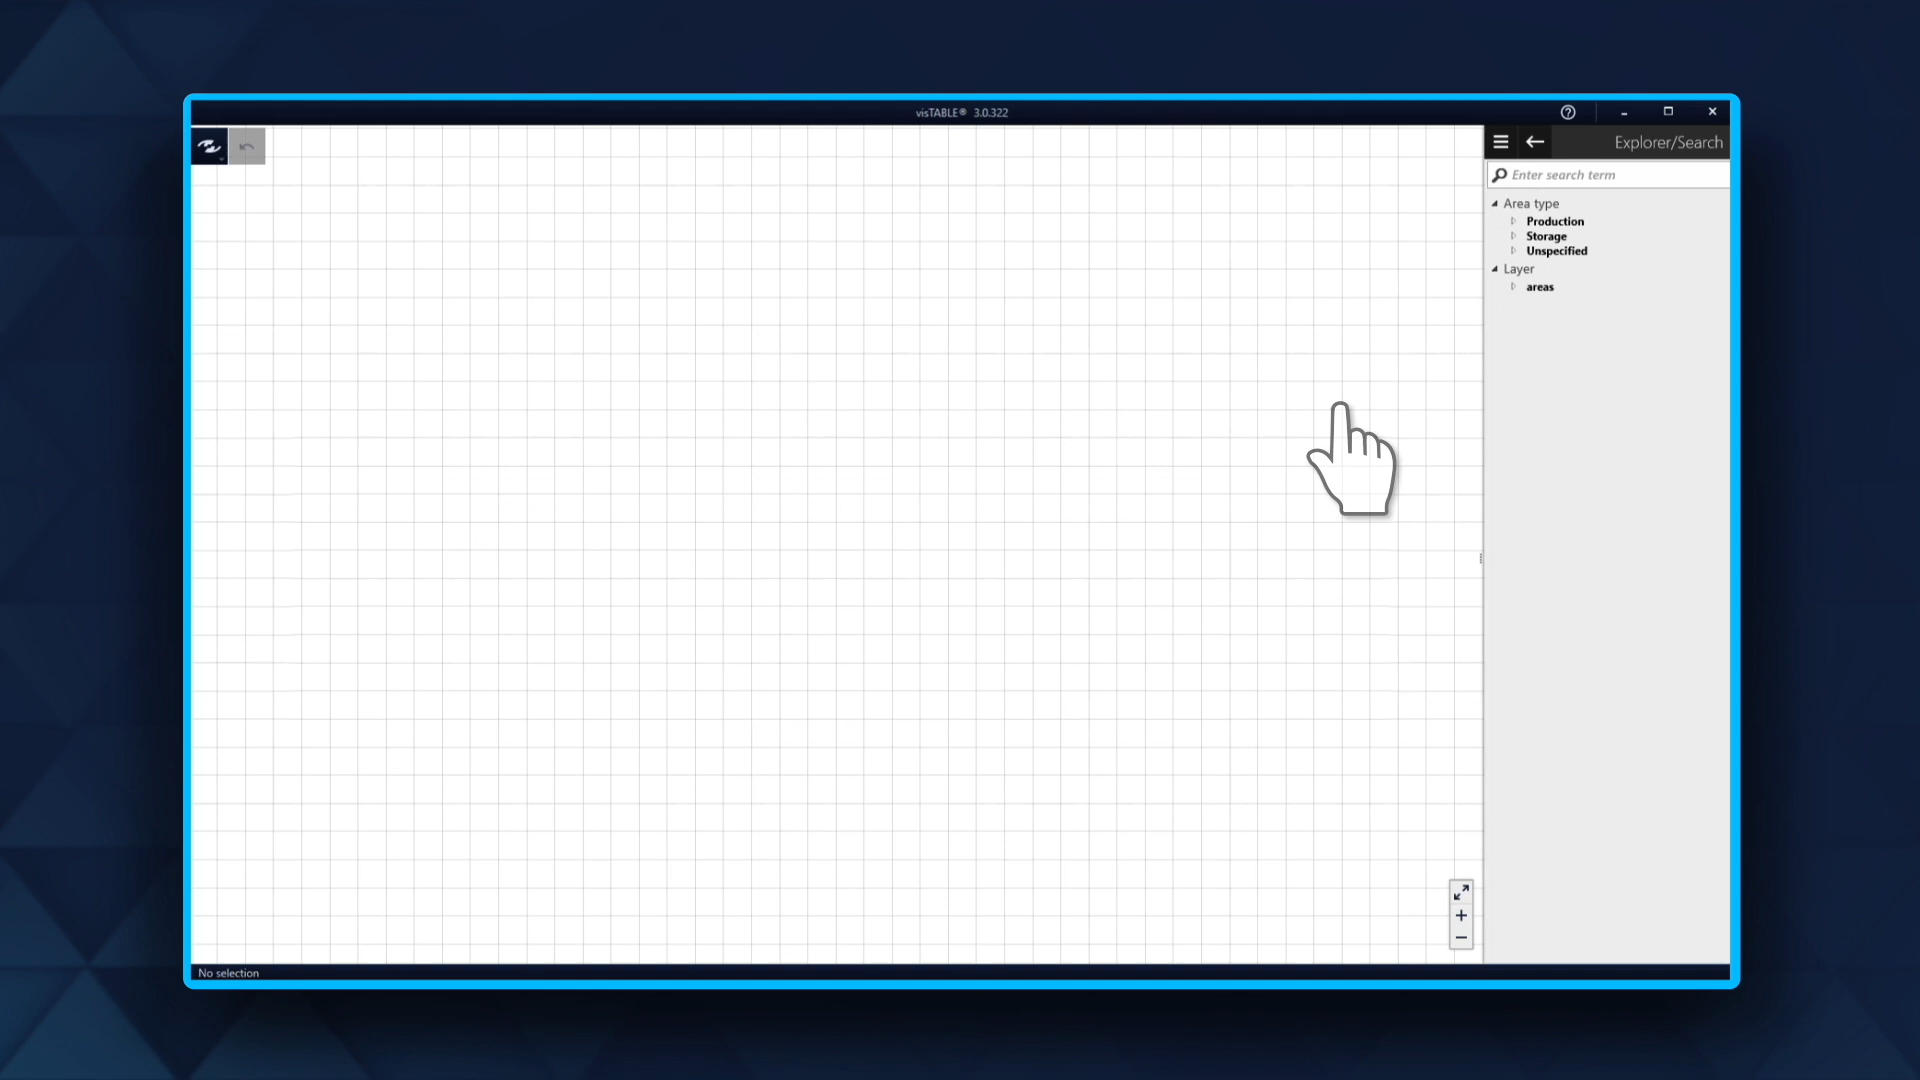 visTABLE® 3.0.322
Explorer/Search
Enter search term
Area type
Production
Storage
Unspecified
Layer
areas
No selection